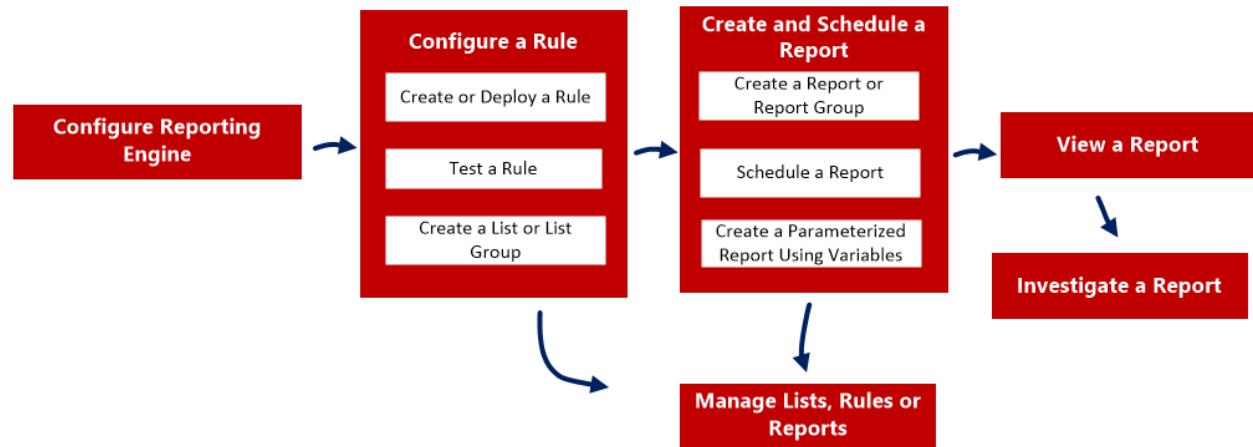 Configure Reporting
Engine
Configure a Rule
Create or Deploy a Rule
Test a Rule
Create a List or List
Group
Create and Schedule a
Report
Create a Report or
Report Group
Schedule a Report
Create a Parameterized
Report Using Variables
View a Report
Investigate a Report
Manage Lists, Rules or
Reports